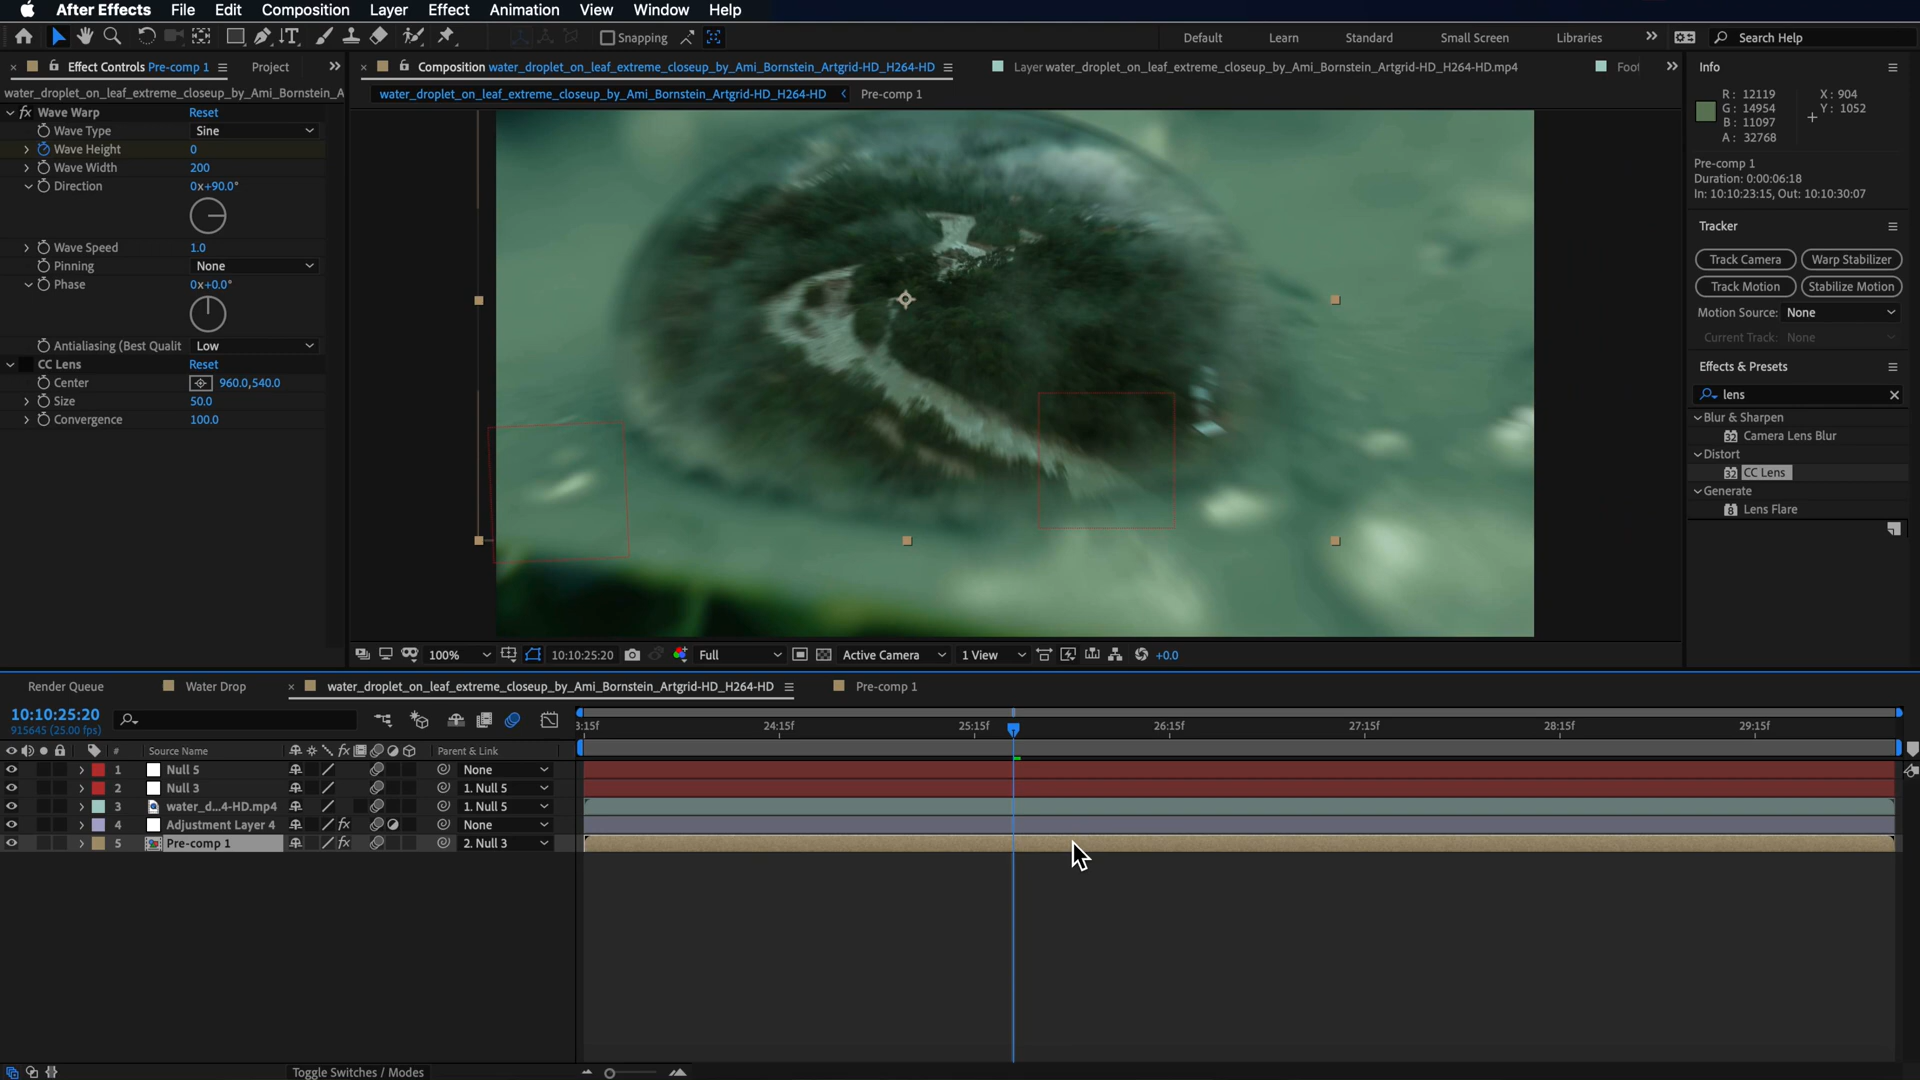 After Effects File Edit Composition Layer Effect Animation View Window Help
Snapping Default Learn Standard Small Screen Libraries Search Help
Effect Controls Pre-comp 1 Project
Composition water_droplet_on_leaf_extreme_closeup_by_Ami_Bornstein_Artgrid-HD_H264-HD
Layer water_droplet_on_leaf_extreme_closeup_by_Ami_Bornstein_Artgrid-HD_H264-HD.mp4
Foot
water_droplet_on_leaf_extreme_closeup_by_Ami_Bornstein_A
water_droplet_on_leaf_extreme_closeup_by_Ami_Bornstein_Artgrid-HD_H264-HD Pre-comp 1
fx Wave Warp Reset
Wave Type Sine
Wave Height 0
Wave Width 200
Direction 0x+90.0°
Wave Speed 1.0
Pinning None
Phase 0x+0.0°
Antialiasing (Best Qualit Low
CC Lens Reset
Center 960.0,540.0
Size 50.0
Convergence 100.0
Info
R: 12119 X: 904
G: 14954 Y: 1052
B: 11097
A: 32768
Pre-comp 1
Duration: 0:00:06:18
In: 10:10:23:15, Out: 10:10:30:07
Tracker
Track Camera Warp Stabilizer
Track Motion Stabilize Motion
Motion Source: None
Current Track: None
Effects & Presets
lens
Blur & Sharpen
32 Camera Lens Blur
Distort
32 CC Lens
Generate
8 Lens Flare
100% 10:10:25:20 Full Active Camera 1 View +0.0
Render Queue Water Drop water_droplet_on_leaf_extreme_closeup_by_Ami_Bornstein_Artgrid-HD_H264-HD Pre-comp 1
10:10:25:20
915645 (25.00 fps)
3:15f 24:15f 25:15f 26:15f 27:15f 28:15f 29:15f
# Source Name fx Parent & Link
1 Null 5 None
2 Null 3 1. Null 5
3 water_d...4-HD.mp4 1. Null 5
4 Adjustment Layer 4 fx None
5 Pre-comp 1 fx 2. Null 3
Toggle Switches / Modes